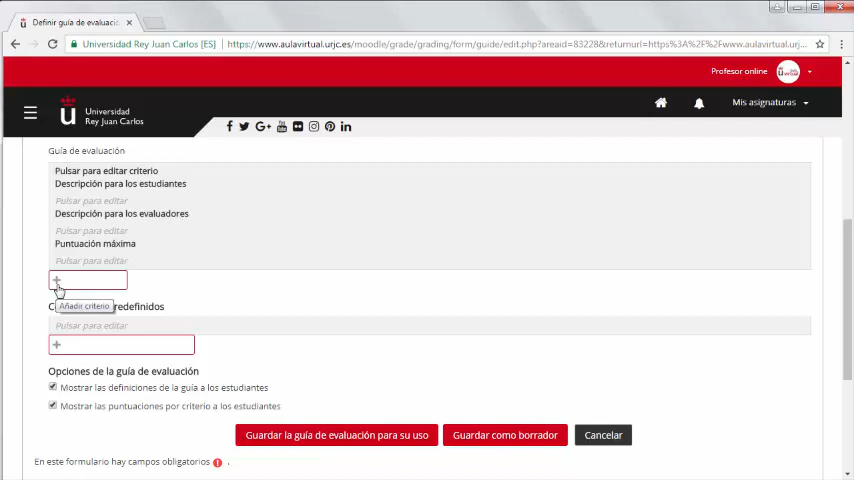 Definir guía de evaluació
Universidad Rey Juan Carlos [ES]
https://www.aulavirtual.urjc.es/moodle/grade/grading/form/guide/edit.php?areaid=83228&returnurl=https%3A%2F%2Fwww.aulavirtual.urj...
Profesor online
Universidad
Rey Juan Carlos
Mis asignaturas
Guía de evaluación
Pulsar para editar criterio
Descripción para los estudiantes
Pulsar para editar
Descripción para los evaluadores
Pulsar para editar
Puntuación máxima
Pulsar para editar
Añadir criterio
C redefinidos
Pulsar para editar
Opciones de la guía de evaluación
Mostrar las definiciones de la guía a los estudiantes
Mostrar las puntuaciones por criterio a los estudiantes
Guardar la guía de evaluación para su uso
Guardar como borrador
Cancelar
En este formulario hay campos obligatorios .